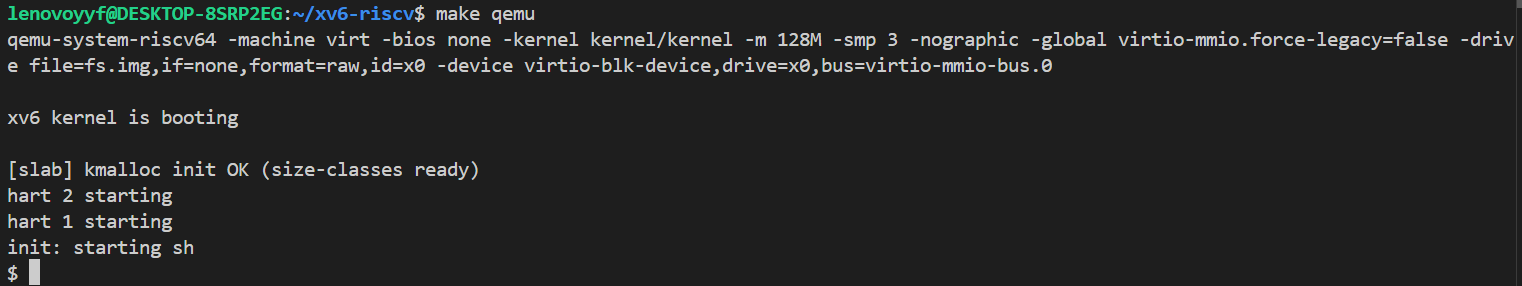 lenovoyyf@DESKTOP-8SRP2EG:~/xv6-riscv$ make qemu
qemu-system-riscv64 -machine virt -bios none -kernel kernel/kernel -m 128M -smp 3 -nographic -global virtio-mmio.force-legacy=false -driv
e file=fs.img,if=none,format=raw,id=x0 -device virtio-blk-device,drive=x0,bus=virtio-mmio-bus.0
xv6 kernel is booting
[slab] kmalloc init OK (size-classes ready)
hart 2 starting
hart 1 starting
init: starting sh
$